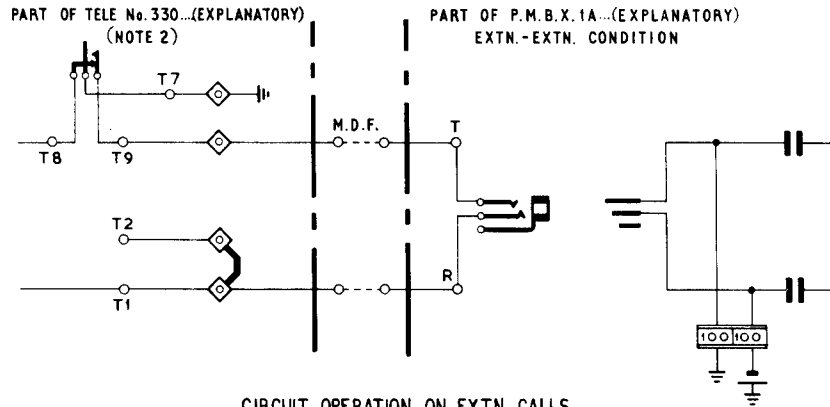 PART OF TELE No.330...(EXPLANATORY)
(NOTE 2)
PART OF P.M.B.X.1A...(EXPLANATORY)
EXTN.-EXTN. CONDITION
T7
T8
T9
M.D.F.
T
T2
T1
R
100 100
CIRCUIT OPERATION ON EXTN CALLS